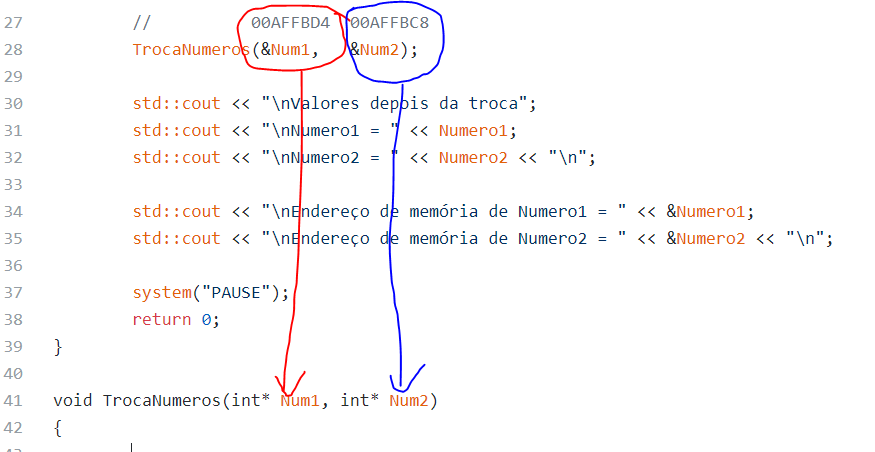 27 // 00AFFBD4 00AFFBC8
28 TrocaNumeros(&Num1, &Num2);
29
30 std::cout << "\nValores depois da troca";
31 std::cout << "\nNumero1 = " << Numero1;
32 std::cout << "\nNumero2 = " << Numero2 << "\n";
33
34 std::cout << "\nEndereço de memória de Numero1 = " << &Numero1;
35 std::cout << "\nEndereço de memória de Numero2 = " << &Numero2 << "\n";
36
37 system("PAUSE");
38 return 0;
39 }
40
41 void TrocaNumeros(int* Num1, int* Num2)
42 {